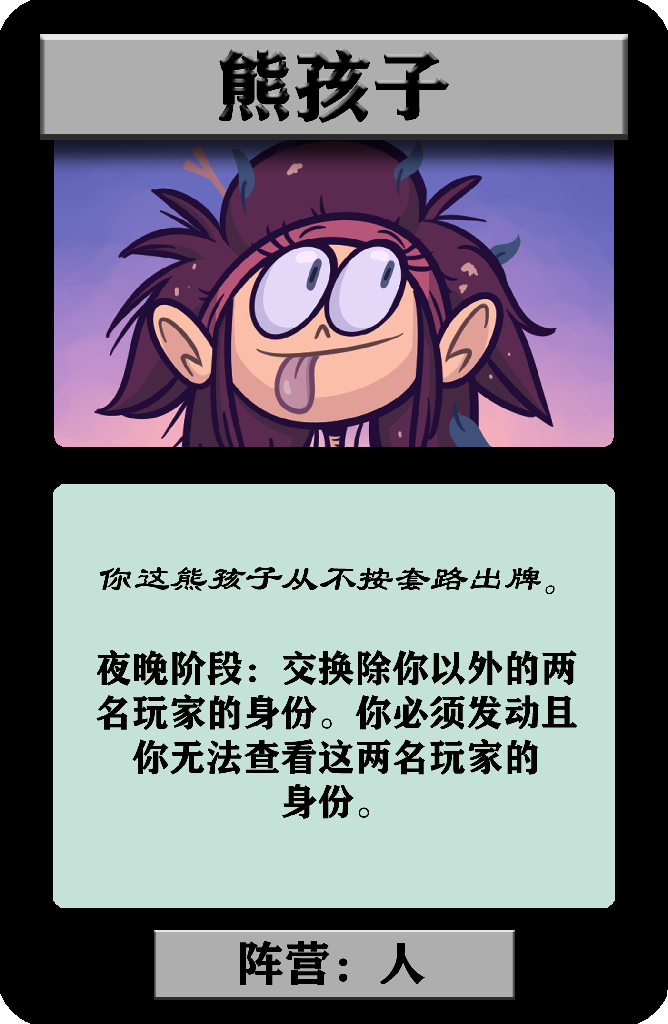 熊孩子
你这熊孩子从不按套路出牌。
夜晚阶段：交换除你以外的两
名玩家的身份。你必须发动且
你无法查看这两名玩家的
身份。
阵营：人